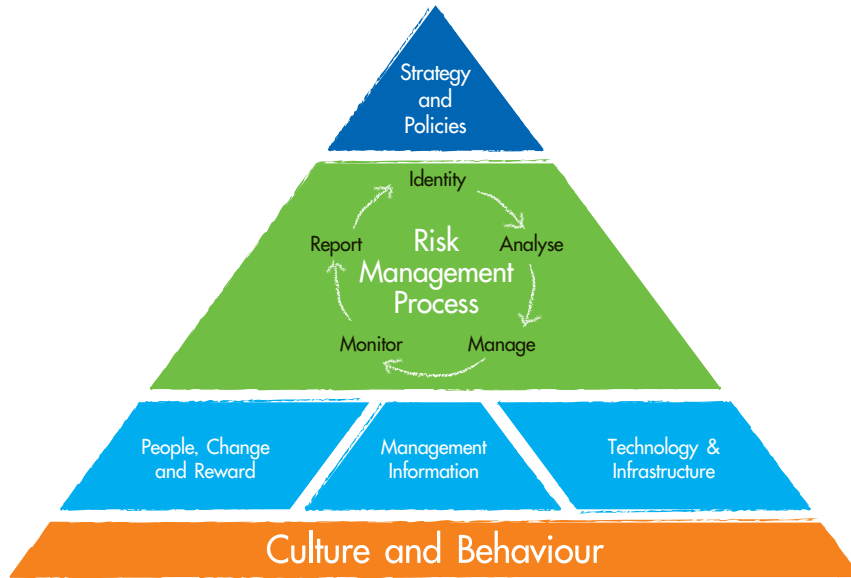 Strategy
and
Policies
Identity
Report
Analyse
Risk
Management
Process
Monitor
Manage
People, Change
and Reward
Management
Information
Technology &
Infrastructure
Culture and Behaviour